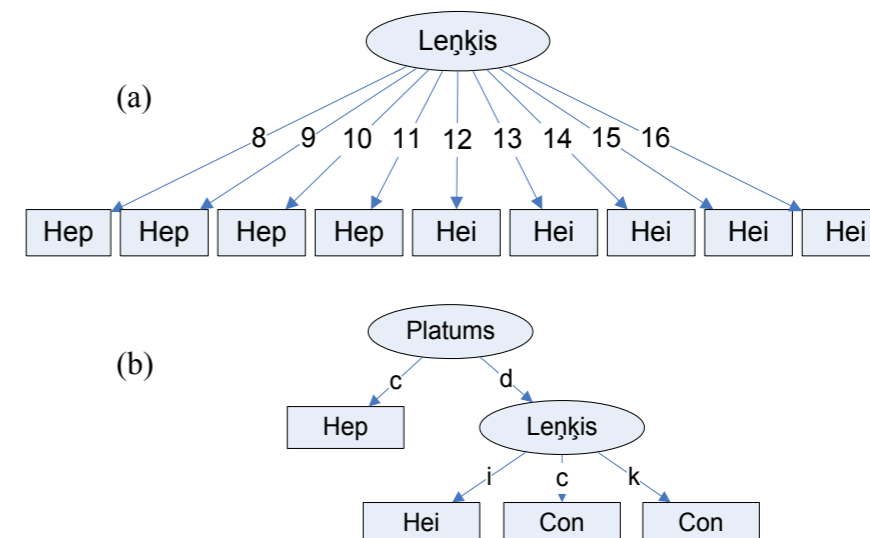 Leņķis
(a)
8 9 10 11 12 13 14 15 16
Hep Hep Hep Hep Hei Hei Hei Hei Hei
Platums
(b)
c d
Hep Leņķis
i c k
Hei Con Con